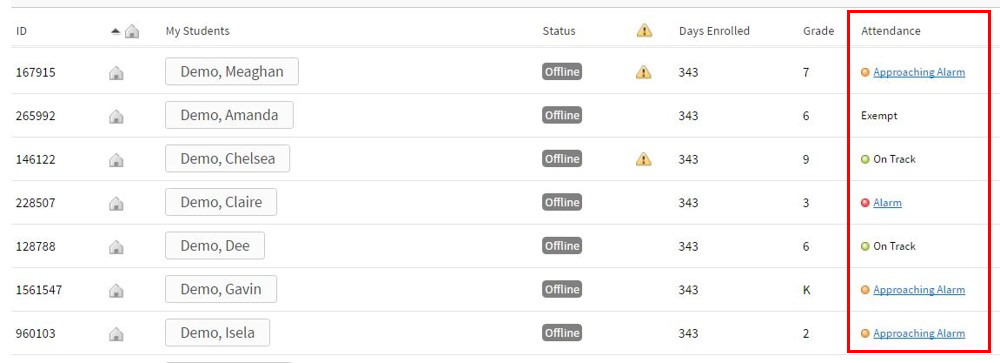 ID My Students Status Days Enrolled Grade Attendance
167915 Demo, Meaghan Offline 343 7 Approaching Alarm
265992 Demo, Amanda Offline 343 6 Exempt
146122 Demo, Chelsea Offline 343 9 On Track
228507 Demo, Claire Offline 343 3 Alarm
128788 Demo, Dee Offline 343 6 On Track
1561547 Demo, Gavin Offline 343 K Approaching Alarm
960103 Demo, Isela Offline 343 2 Approaching Alarm